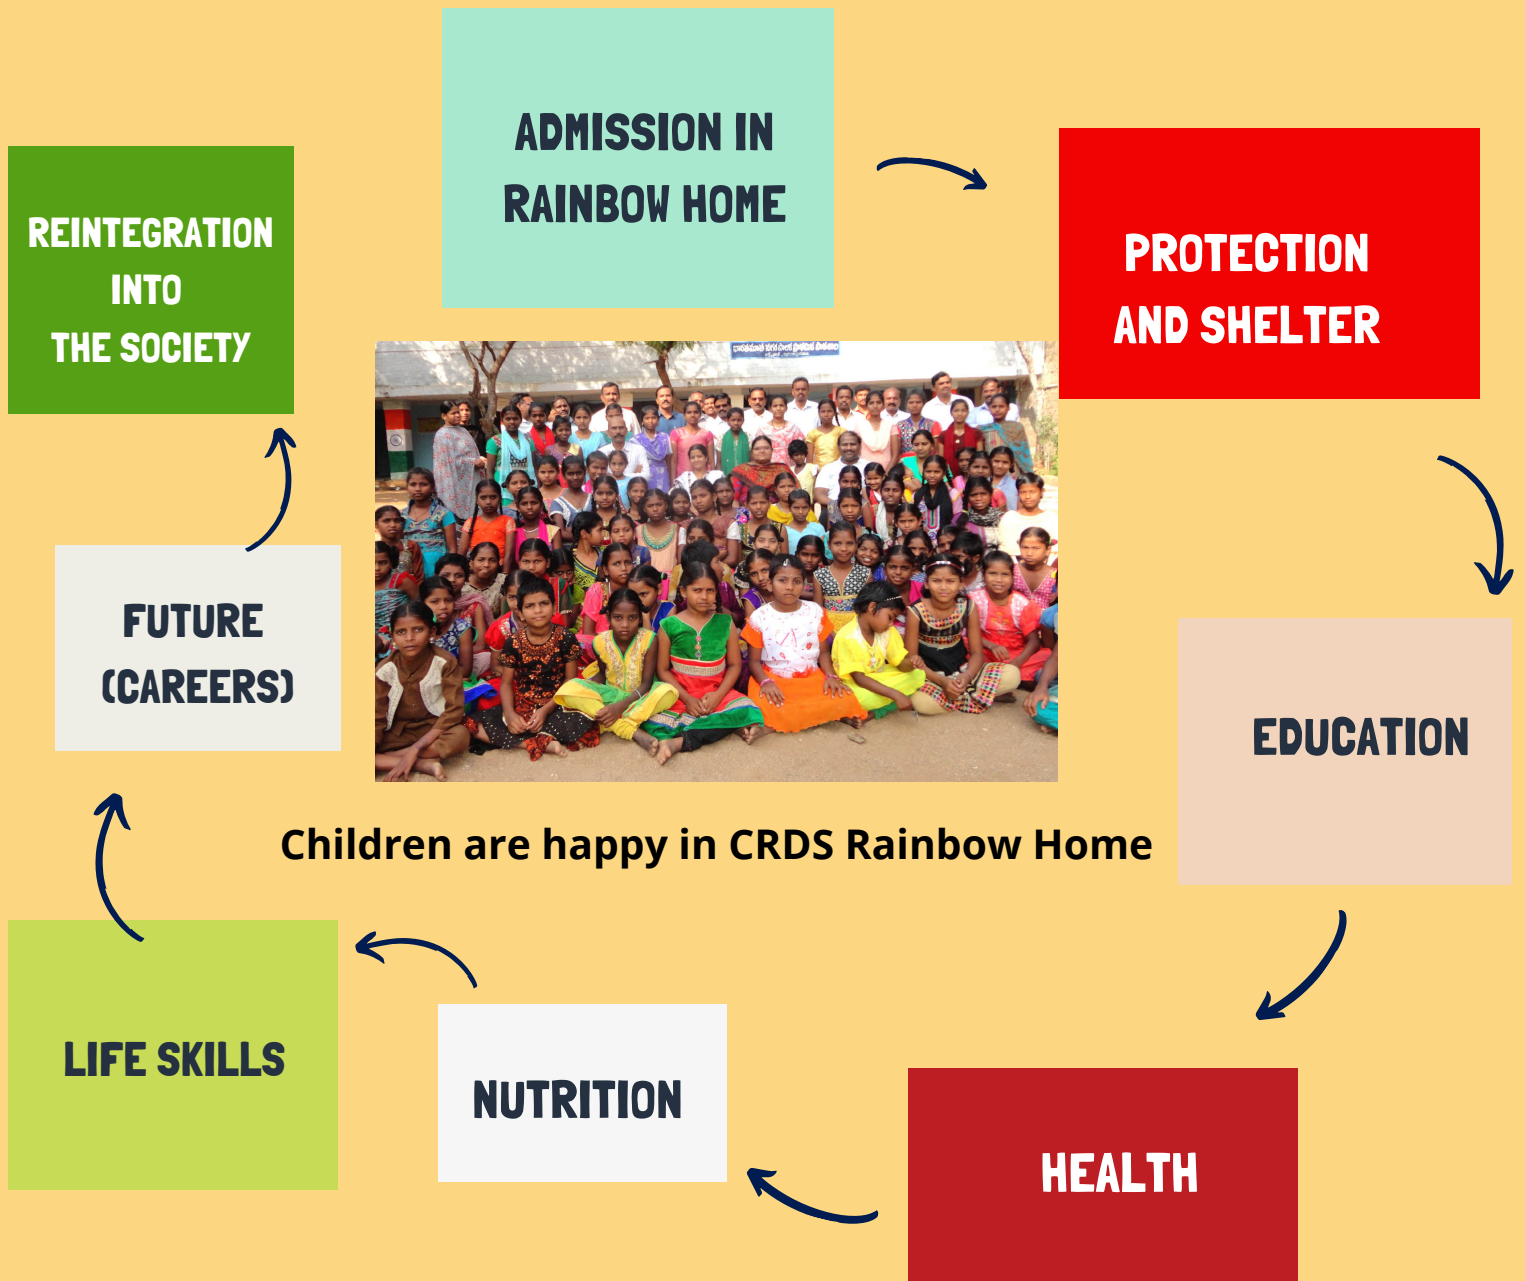 ADMISSION IN
RAINBOW HOME
PROTECTION
AND SHELTER
EDUCATION
HEALTH
NUTRITION
LIFE SKILLS
FUTURE
(CAREERS)
REINTEGRATION
INTO
THE SOCIETY
Children are happy in CRDS Rainbow Home